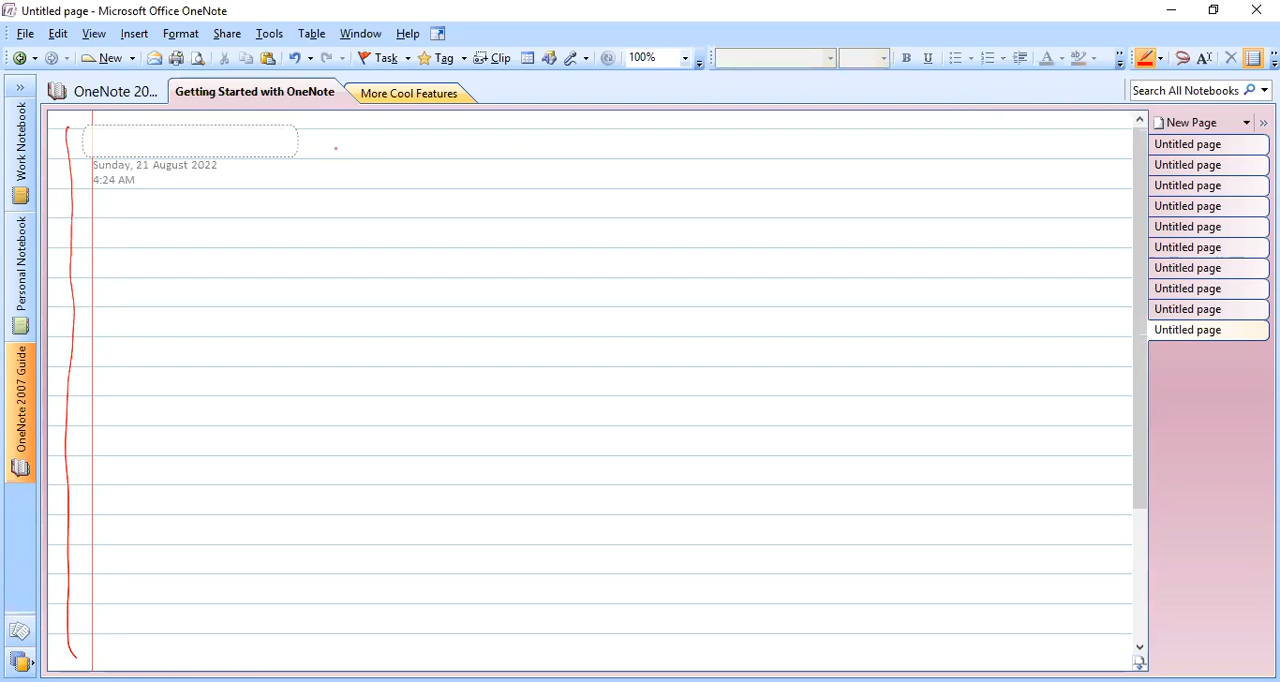 Untitled page - Microsoft Office OneNote
File Edit View Insert Format Share Tools Table Window Help
New Task Tag Clip 100% B U
OneNote 20... Getting Started with OneNote More Cool Features Search All Notebooks
New Page
Sunday, 21 August 2022
4:24 AM
Untitled page
Untitled page
Untitled page
Untitled page
Untitled page
Untitled page
Untitled page
Untitled page
Untitled page
Untitled page
Work Notebook
Personal Notebook
OneNote 2007 Guide